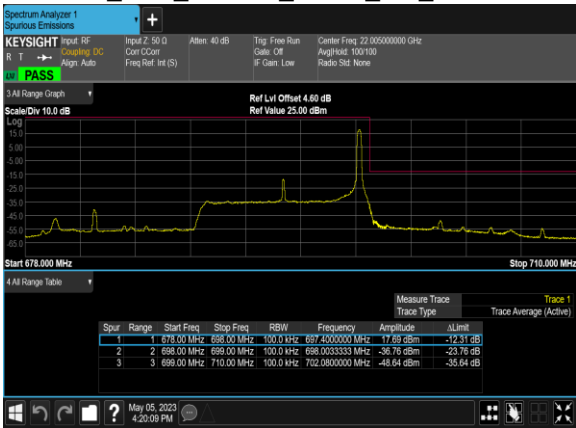 Spectrum Analyzer 1
Spurious Emissions
+
KEYSIGHT Input: RF Input Z: 50 Ω Atten: 40 dB Trig: Free Run Center Freq: 22.005000000 GHz
R T Coupling: DC Corr CCorr Gate: Off Avg|Hold: 100/100
Align: Auto Freq Ref: Int (S) IF Gain: Low Radio Std: None
PASS
3 All Range Graph
Ref Lvl Offset 4.60 dB
Scale/Div 10.0 dB Ref Value 25.00 dBm
Log
15.0
5.00
-5.00
-15.0
-25.0
-35.0
-45.0
-55.0
-65.0
Start 678.000 MHz Stop 710.000 MHz
4 All Range Table
Measure Trace Trace 1
Trace Type Trace Average (Active)
Spur Range Start Freq Stop Freq RBW Frequency Amplitude ΔLimit
1 1 678.00 MHz 698.00 MHz 100.0 kHz 697.4000000 MHz 17.69 dBm -12.31 dB
2 2 698.00 MHz 699.00 MHz 100.0 kHz 698.0033333 MHz -36.76 dBm -23.76 dB
3 3 699.00 MHz 710.00 MHz 100.0 kHz 702.0800000 MHz -48.64 dBm -35.64 dB
? May 05, 2023
4:20:09 PM